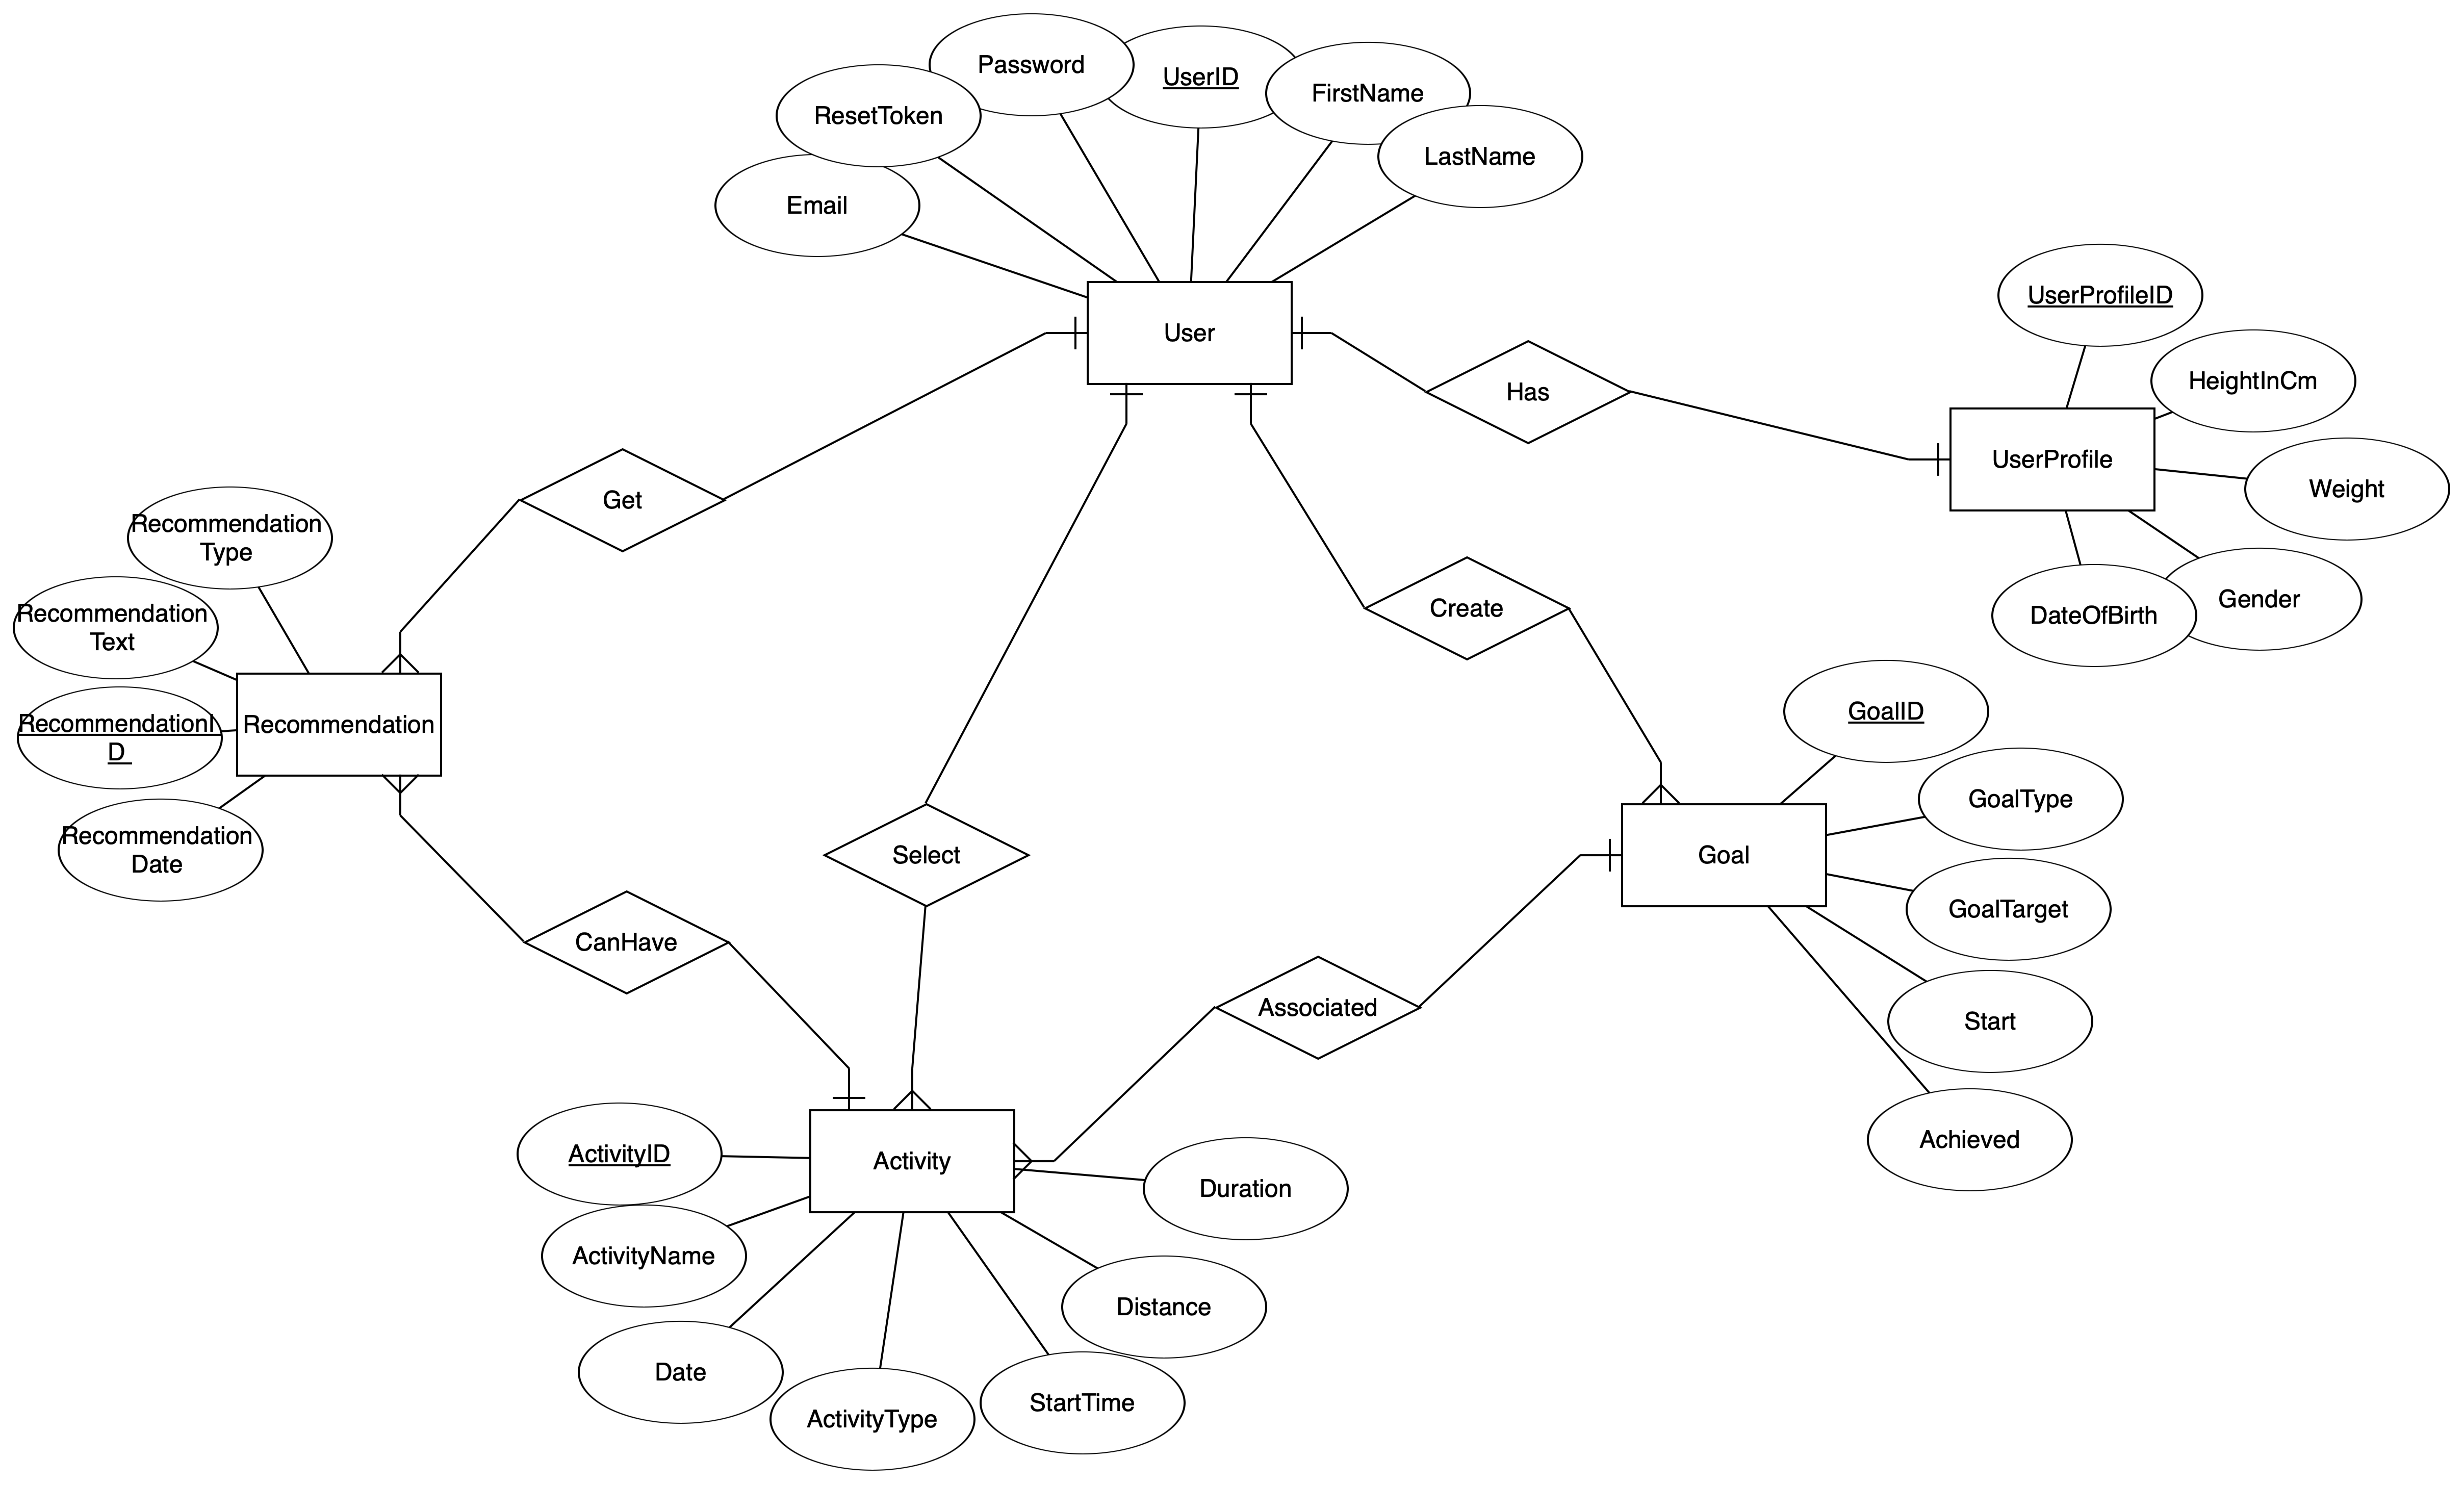 Password
UserID
FirstName
ResetToken
LastName
Email
User
UserProfileID
HeightInCm
Has
UserProfile
Weight
Get
Recommendation
Type
Create
Gender
DateOfBirth
Recommendation
Text
GoalID
RecommendationI
D
Recommendation
GoalType
Recommendation
Date
Select
Goal
GoalTarget
CanHave
Associated
Start
Achieved
ActivityID
Activity
Duration
ActivityName
Distance
Date
StartTime
ActivityType